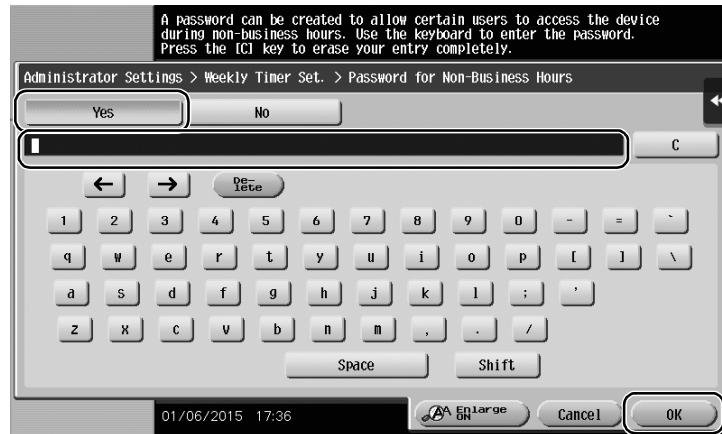 A password can be created to allow certain users to access the device
during non-business hours. Use the keyboard to enter the password.
Press the [C] key to erase your entry completely.
Administrator Settings > Weekly Timer Set. > Password for Non-Business Hours
Yes No
C
← → De-
lete
1 2 3 4 5 6 7 8 9 0 - = `
q w e r t y u i o p [ ] \
a s d f g h j k l ; '
z x c v b n m , . /
Space Shift
01/06/2015 17:36 Enlarge
ON Cancel OK